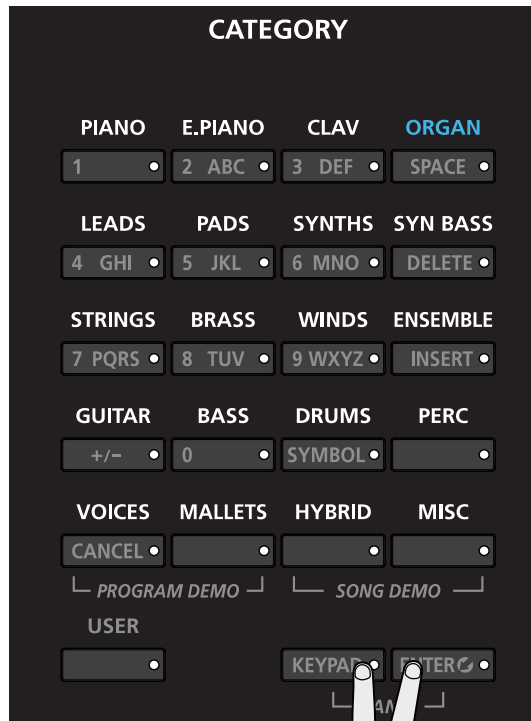 CATEGORY
PIANO E.PIANO CLAV ORGAN
1 2 ABC 3 DEF SPACE
LEADS PADS SYNTHS SYN BASS
4 GHI 5 JKL 6 MNO DELETE
STRINGS BRASS WINDS ENSEMBLE
7 PQRS 8 TUV 9 WXYZ INSERT
GUITAR BASS DRUMS PERC
+/− 0 SYMBOL
VOICES MALLETS HYBRID MISC
CANCEL
PROGRAM DEMO SONG DEMO
USER
KEYPAD ENTER